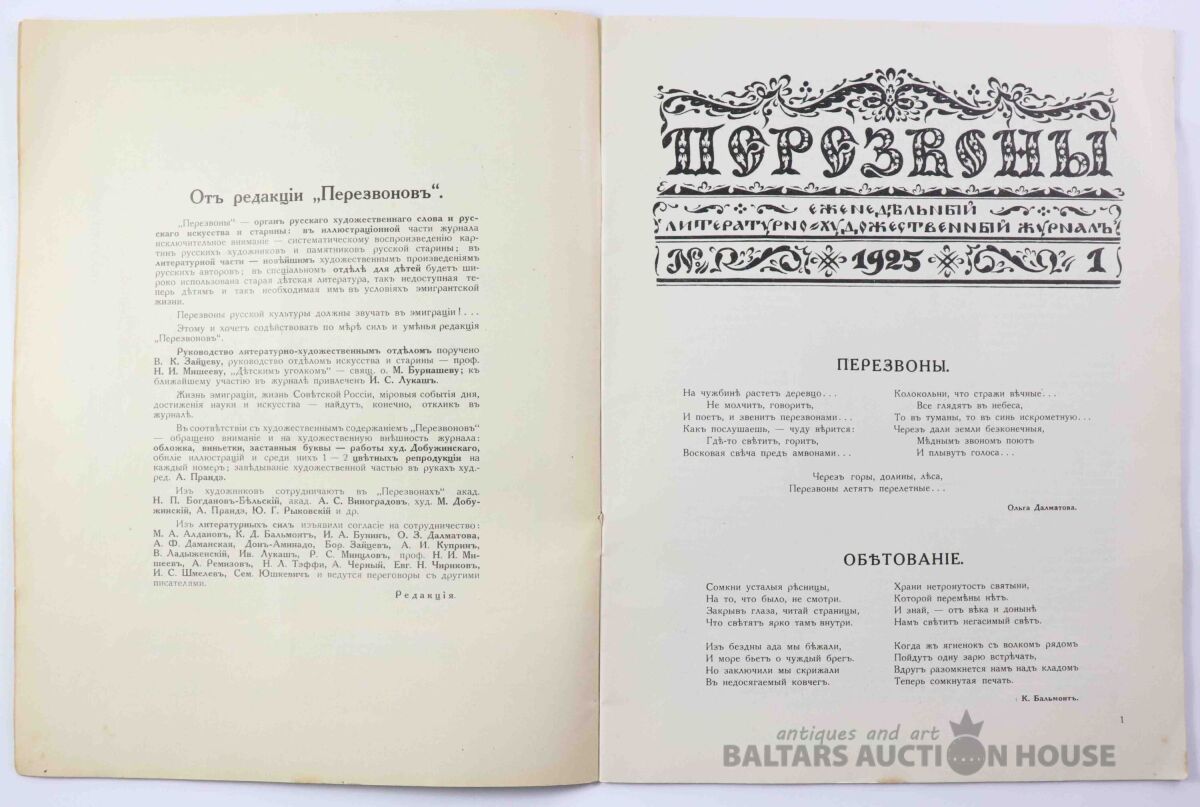 Отъ редакціи „Перезвоновъ“.
„Перезвоны“ — органъ русскаго художественнаго слова и рус-
скаго искусства и старины: въ иллюстраціонной части журнала
исключительное вниманіе — систематическому воспроизведенію кар-
тинъ русскихъ художниковъ и памятниковъ русской старины; въ
литературной части — новѣйшимъ художественнымъ произведеніямъ
русскихъ авторовъ; въ спеціальномъ отдѣлѣ для дѣтей будетъ ши-
роко использована старая дѣтская литература, такъ недоступная те-
перь дѣтямъ и такъ необходимая имъ въ условіяхъ эмигрантской
жизни.
Перезвоны русской культуры должны звучать въ эмиграціи! . . .
Этому и хочетъ содѣйствовать по мѣрѣ силъ и умѣнья редакція
„Перезвоновъ“.
Руководство литературно-художественнымъ отдѣломъ поручено
В. К. Зайцеву, руководство отдѣломъ искусства и старины — проф.
Н. И. Мишееву, „Дѣтскимъ уголкомъ“ — свящ. о. М. Бурнашеву; къ
ближайшему участію въ журналѣ привлеченъ И. С. Лукашъ.
Жизнь эмиграціи, жизнь Совѣтской Россіи, міровыя событія дня,
достиженія науки и искусства — найдутъ, конечно, откликъ въ
журналѣ.
Въ соотвѣтствіи съ художественнымъ содержаніемъ „Перезвоновъ“
— обращено вниманіе и на художественную внѣшность журнала:
обложка, виньетки, заставныя буквы — работы худ. Добужинскаго,
обиліе иллюстрацій и среди нихъ 1 — 2 цвѣтныхъ репродукціи на
каждый номеръ; завѣдываніе художественной частью въ рукахъ худ.-
ред. А. Прандэ.
Изъ художниковъ сотрудничаютъ въ „Перезвонахъ“ акад.
Н. П. Богдановъ-Бѣльскій, акад. А. С. Виноградовъ, худ. М. Добу-
жинскій, А. Прандэ, Ю. Г. Рыковскій и др.
Изъ литературныхъ силъ изъявили согласіе на сотрудничество:
М. А. Алдановъ, К. Д. Бальмонтъ, И. А. Бунинъ, О. З. Далматова,
А. Ф. Даманская, Донъ-Аминадо, Бор. Зайцевъ, А. И. Купринъ,
В. Ладыженскій, Ив. Лукашъ, Р. С. Минцловъ, проф. Н. И. Ми-
шеевъ, А. Ремизовъ, Н. Л. Тэффи, А. Черный, Евг. Н. Чириковъ,
И. С. Шмелевъ, Сем. Юшкевичъ и ведутся переговоры съ другими
писателями.
Редакція.
ПЕРЕЗВОНЫ
ЕЖЕНЕДѢЛЬНЫЙ
ЛИТЕРАТУРНО=ХУДОЖЕСТВЕННЫЙ ЖУРНАЛЪ
№ 1925 1
ПЕРЕЗВОНЫ.
На чужбинѣ растетъ деревцо . . .
Не молчитъ, говоритъ,
И поетъ, и звенитъ перезвонами . . .
Какъ послушаешь, — чуду вѣрится:
Гдѣ-то свѣтитъ, горитъ,
Восковая свѣча предъ амвонами . . .
Колокольни, что стражи вѣчные . . .
Все глядятъ въ небеса,
То въ туманы, то въ синь искрометную . . .
Черезъ дали земли безконечныя,
Мѣднымъ звономъ поютъ
И плывутъ голоса . . .
Черезъ горы, долины, лѣса,
Перезвоны летятъ перелетные . . .
Ольга Далматова.
ОБѢТОВАНІЕ.
Сомкни усталыя рѣсницы,
На то, что было, не смотри.
Закрывъ глаза, читай страницы,
Что свѣтятъ ярко тамъ внутри.
Изъ бездны ада мы бѣжали,
И море бьетъ о чуждый брегъ.
Но заключили мы скрижали
Въ недосягаемый ковчегъ.
Храни нетронутость святыни,
Которой перемѣны нѣтъ.
И знай, — отъ вѣка и донынѣ
Намъ свѣтитъ негасимый свѣтъ.
Когда жъ ягненокъ съ волкомъ рядомъ
Пойдутъ одну зарю встрѣчать,
Вдругъ разомкнется намъ надъ кладомъ
Теперь сомкнутая печать.
К. Бальмонтъ.
1
antiques and art
BALTARS AUCTION HOUSE